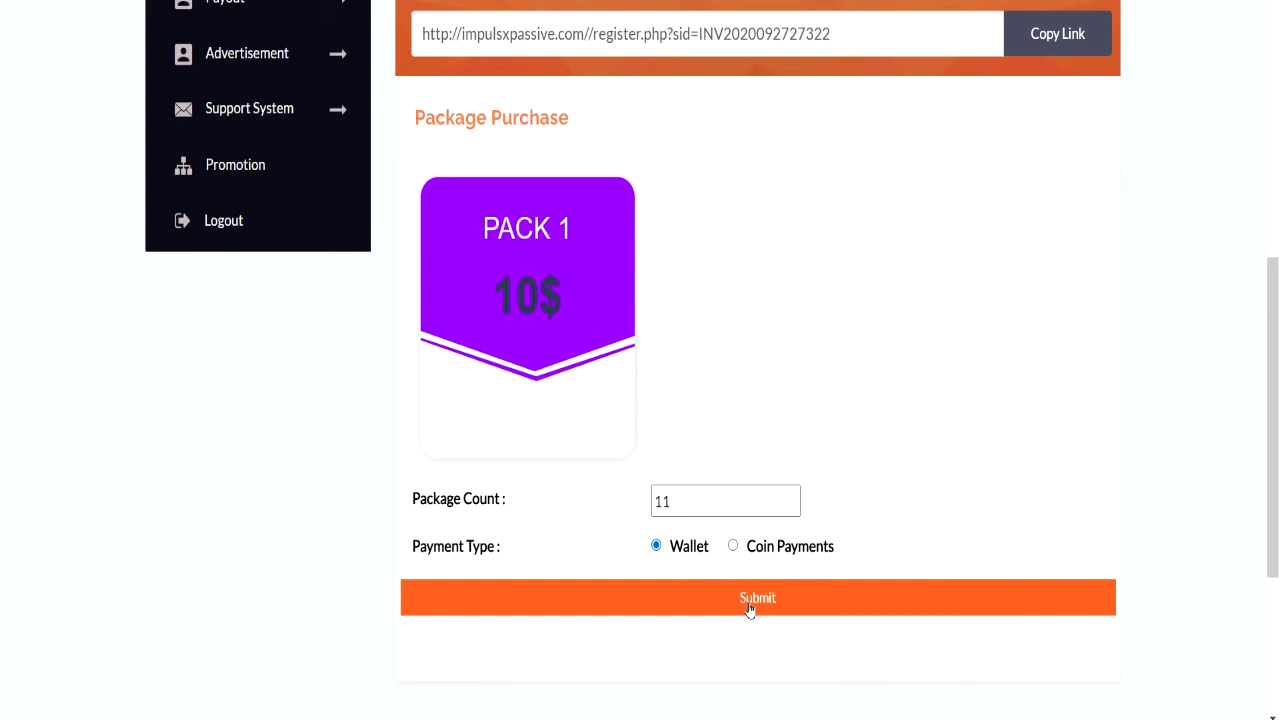 http://impulsxpassive.com//register.php?sid=INV2020092727322
Copy Link
Advertisement
Support System
Promotion
Logout
Package Purchase
PACK 1
10$
Package Count :
11
Payment Type :
Wallet
Coin Payments
Submit